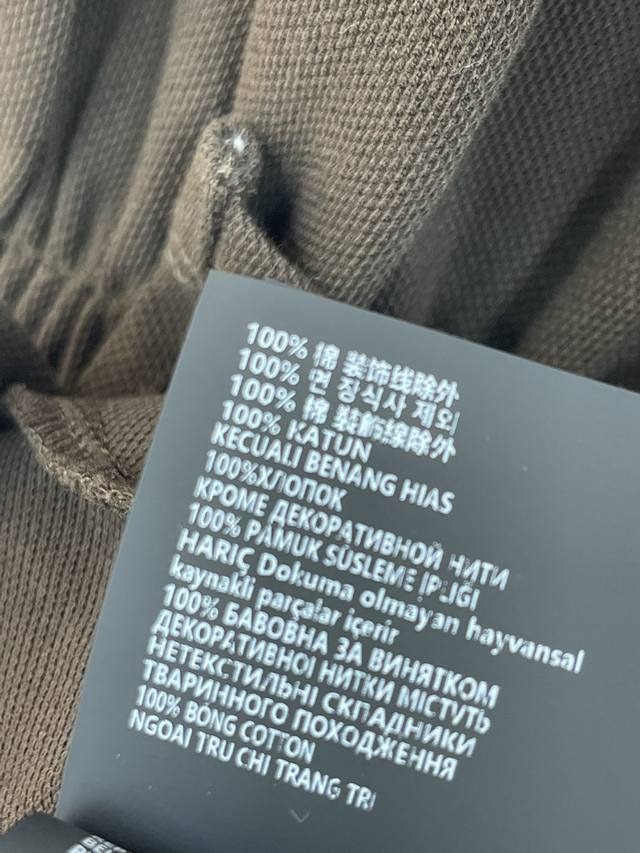 100% 棉 装饰线除外
100% 면 장식사 제외
100% 棉 裝飾線除外
100% KATUN
KECUALI BENANG HIAS
100%ХЛОПОК
КРОМЕ ДЕКОРАТИВНОЙ НИТИ
100% PAMUK SÜSLEME İPLİĞİ
HARIÇ Dokuma olmayan hayvansal
kaynakli parçalar içerir
100% БАВОВНА ЗА ВИНЯТКОМ
ДЕКОРАТИВНОІ НИТКИ МІСТИТЬ
НЕТЕКСТИЛЬНІ СКЛАДНИКИ
ТВАРИННОГО ПОХОДЖЕННЯ
100% BÔNG COTTON
NGOAI TRU CHI TRANG TRI